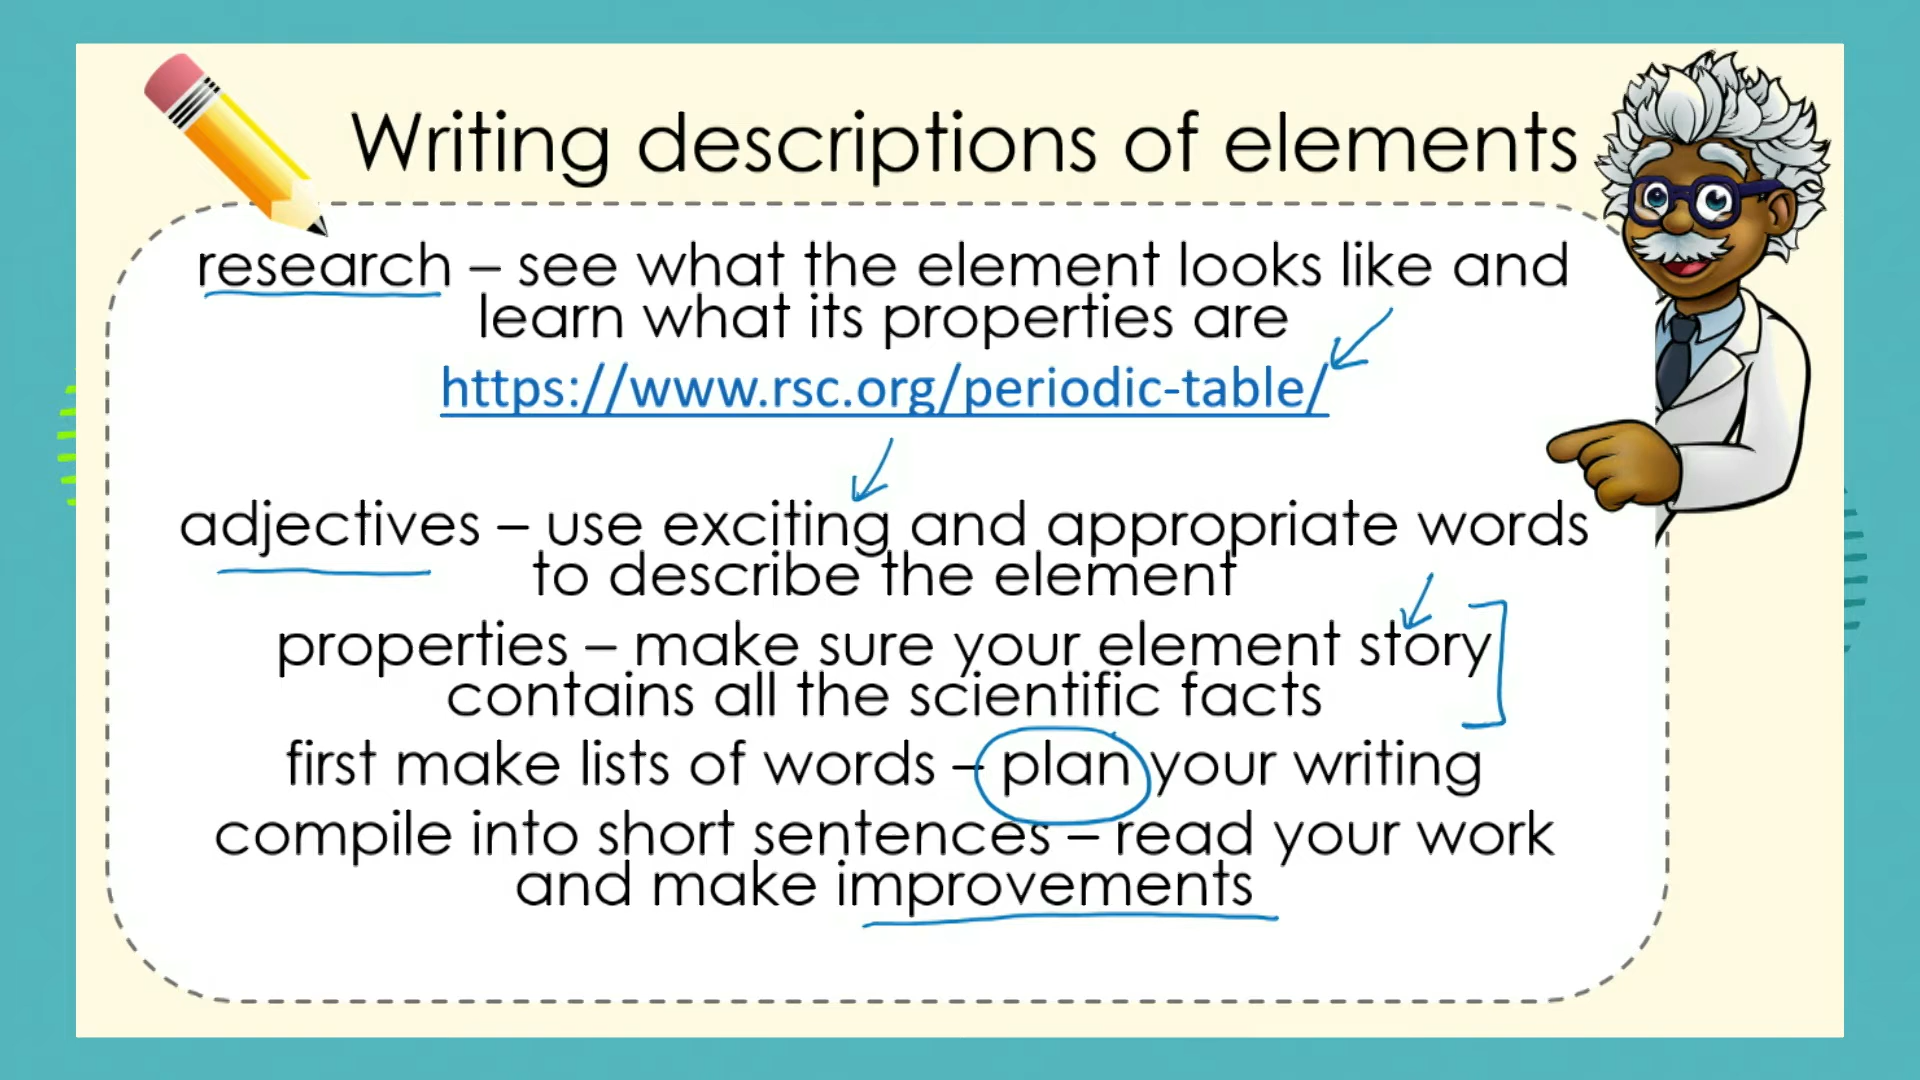 Writing descriptions of elements
research – see what the element looks like and
learn what its properties are
https://www.rsc.org/periodic-table/
adjectives – use exciting and appropriate words
to describe the element
properties – make sure your element story
contains all the scientific facts
first make lists of words – plan your writing
compile into short sentences – read your work
and make improvements